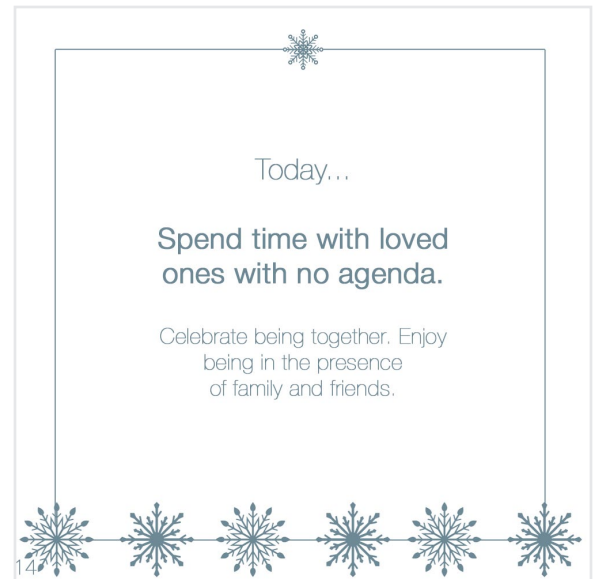 Today...
Spend time with loved
ones with no agenda.
Celebrate being together. Enjoy
being in the presence
of family and friends.
14